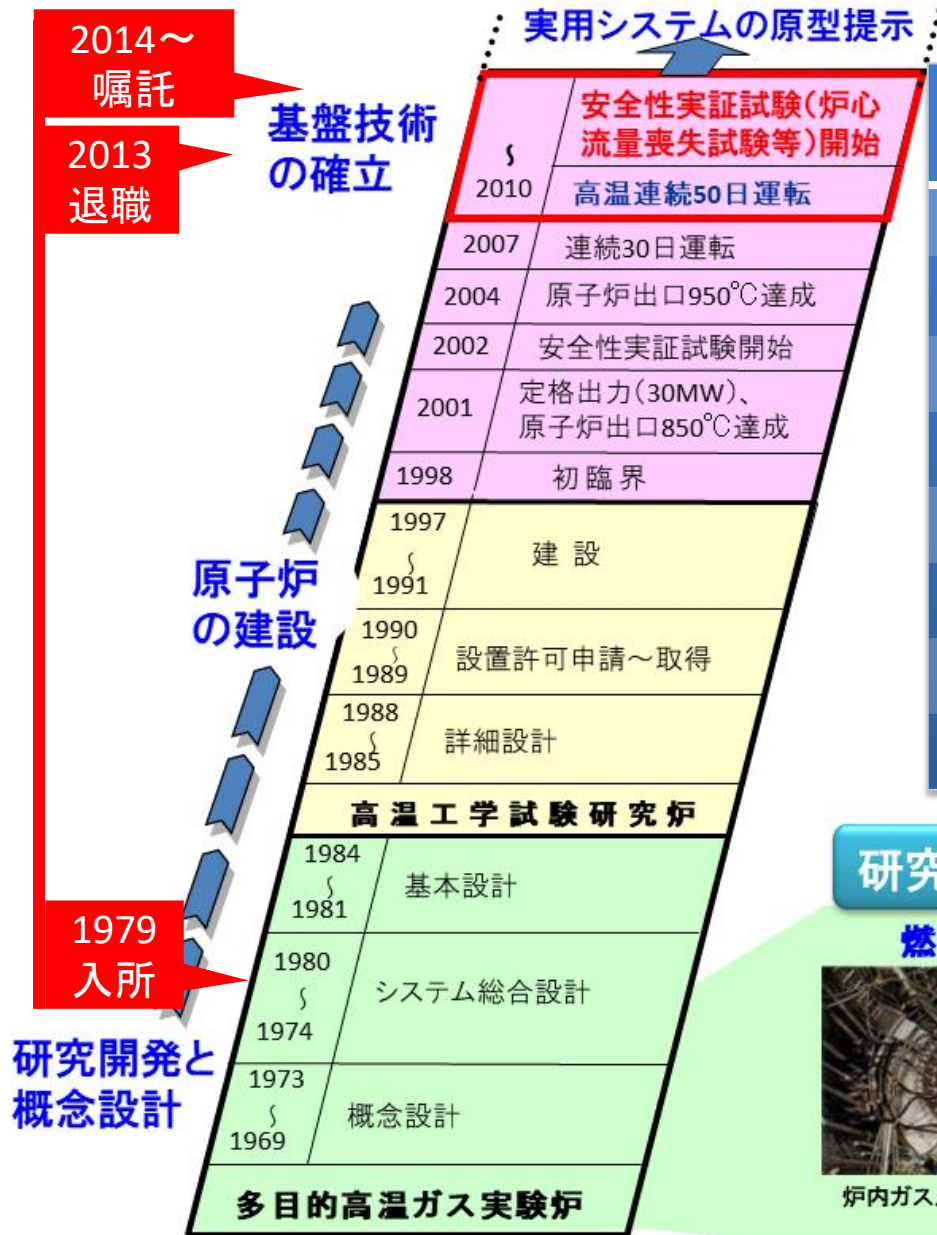 実用システムの原型提示
2014~
嘱託
2013
退職
基盤技術
の確立
安全性実証試験(炉心
流量喪失試験等)開始
~
2010
高温連続50日運転
2007
連続30日運転
2004
原子炉出口950℃達成
2002
安全性実証試験開始
2001
定格出力(30MW)、
原子炉出口850℃達成
1998
初臨界
原子炉
の建設
1997
~
1991
建 設
1990
~
1989
設置許可申請~取得
1988
~
1985
詳細設計
高温工学試験研究炉
1984
~
1981
基本設計
1979
入所
1980
~
1974
システム総合設計
研究開発と
概念設計
1973
~
1969
概念設計
多目的高温ガス実験炉
研究
燃
炉内ガス